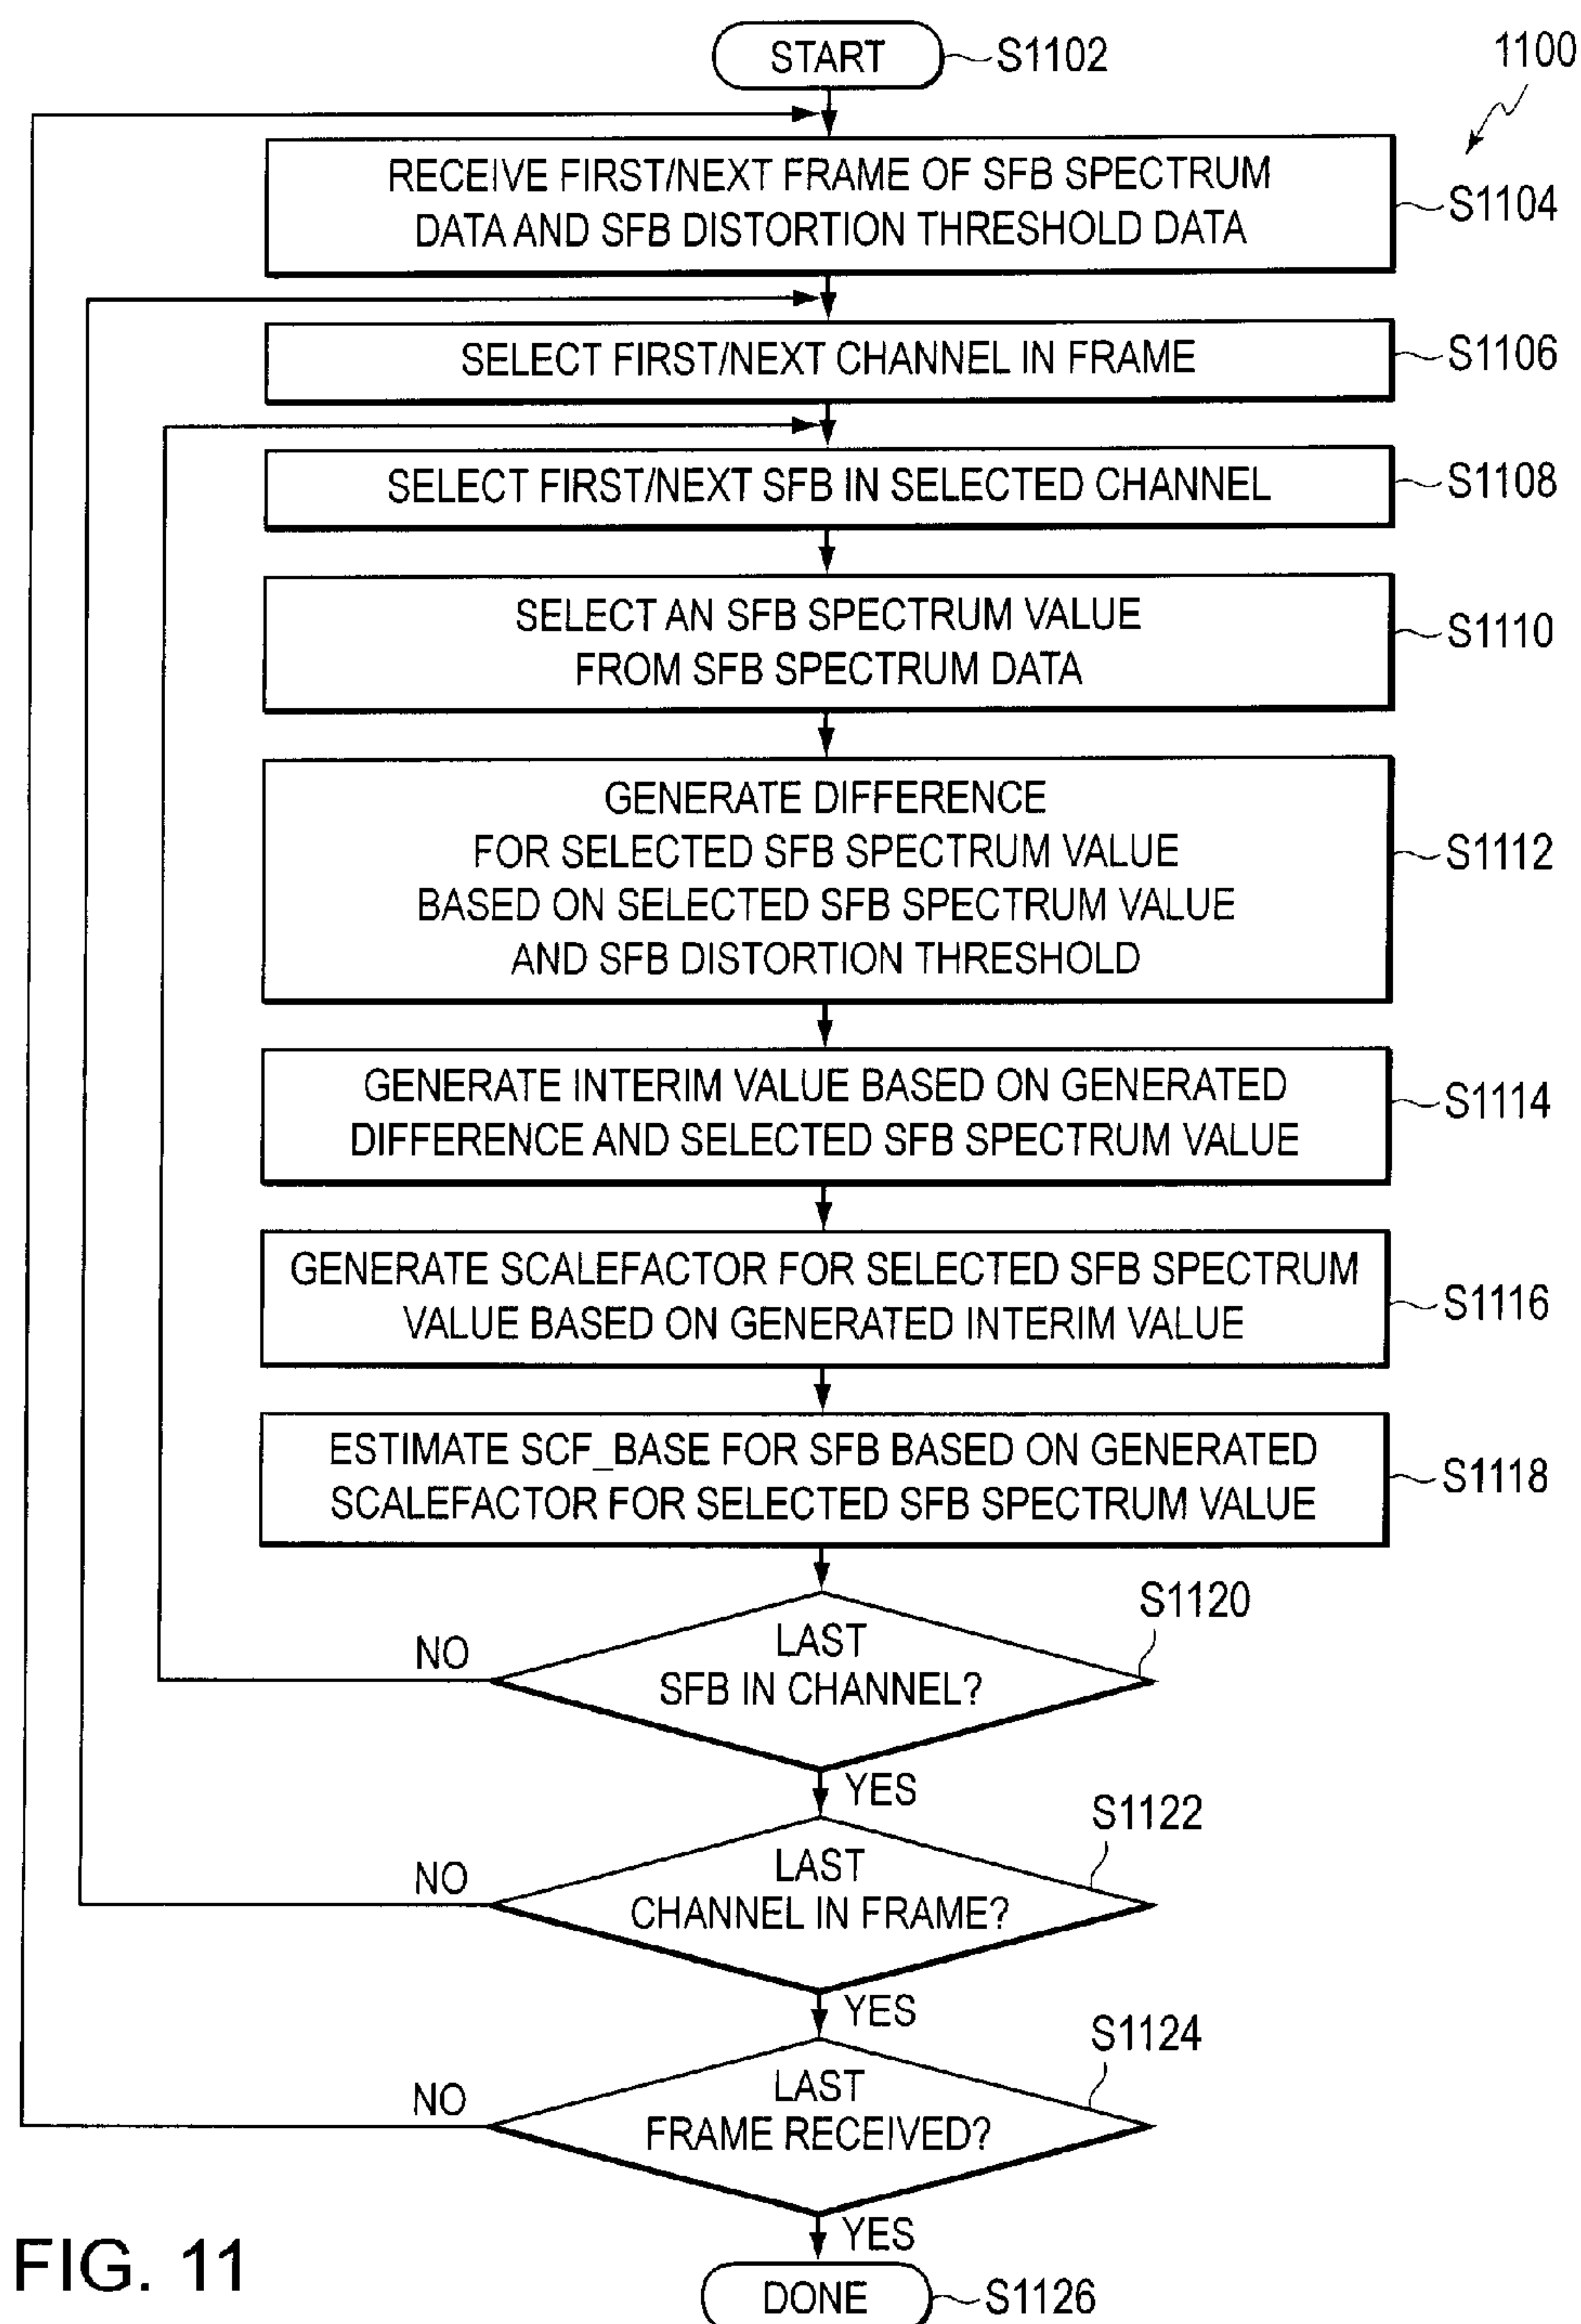 START
S1102
1100
RECEIVE FIRST/NEXT FRAME OF SFB SPECTRUM
DATA AND SFB DISTORTION THRESHOLD DATA
S1104
SELECT FIRST/NEXT CHANNEL IN FRAME
S1106
SELECT FIRST/NEXT SFB IN SELECTED CHANNEL
S1108
SELECT AN SFB SPECTRUM VALUE
FROM SFB SPECTRUM DATA
S1110
GENERATE DIFFERENCE
FOR SELECTED SFB SPECTRUM VALUE
BASED ON SELECTED SFB SPECTRUM VALUE
AND SFB DISTORTION THRESHOLD
S1112
GENERATE INTERIM VALUE BASED ON GENERATED
DIFFERENCE AND SELECTED SFB SPECTRUM VALUE
S1114
GENERATE SCALEFACTOR FOR SELECTED SFB SPECTRUM
VALUE BASED ON GENERATED INTERIM VALUE
S1116
ESTIMATE SCF_BASE FOR SFB BASED ON GENERATED
SCALEFACTOR FOR SELECTED SFB SPECTRUM VALUE
S1118
S1120
LAST
SFB IN CHANNEL?
NO
YES
S1122
LAST
CHANNEL IN FRAME?
NO
YES
S1124
LAST
FRAME RECEIVED?
NO
YES
DONE
S1126
FIG. 11